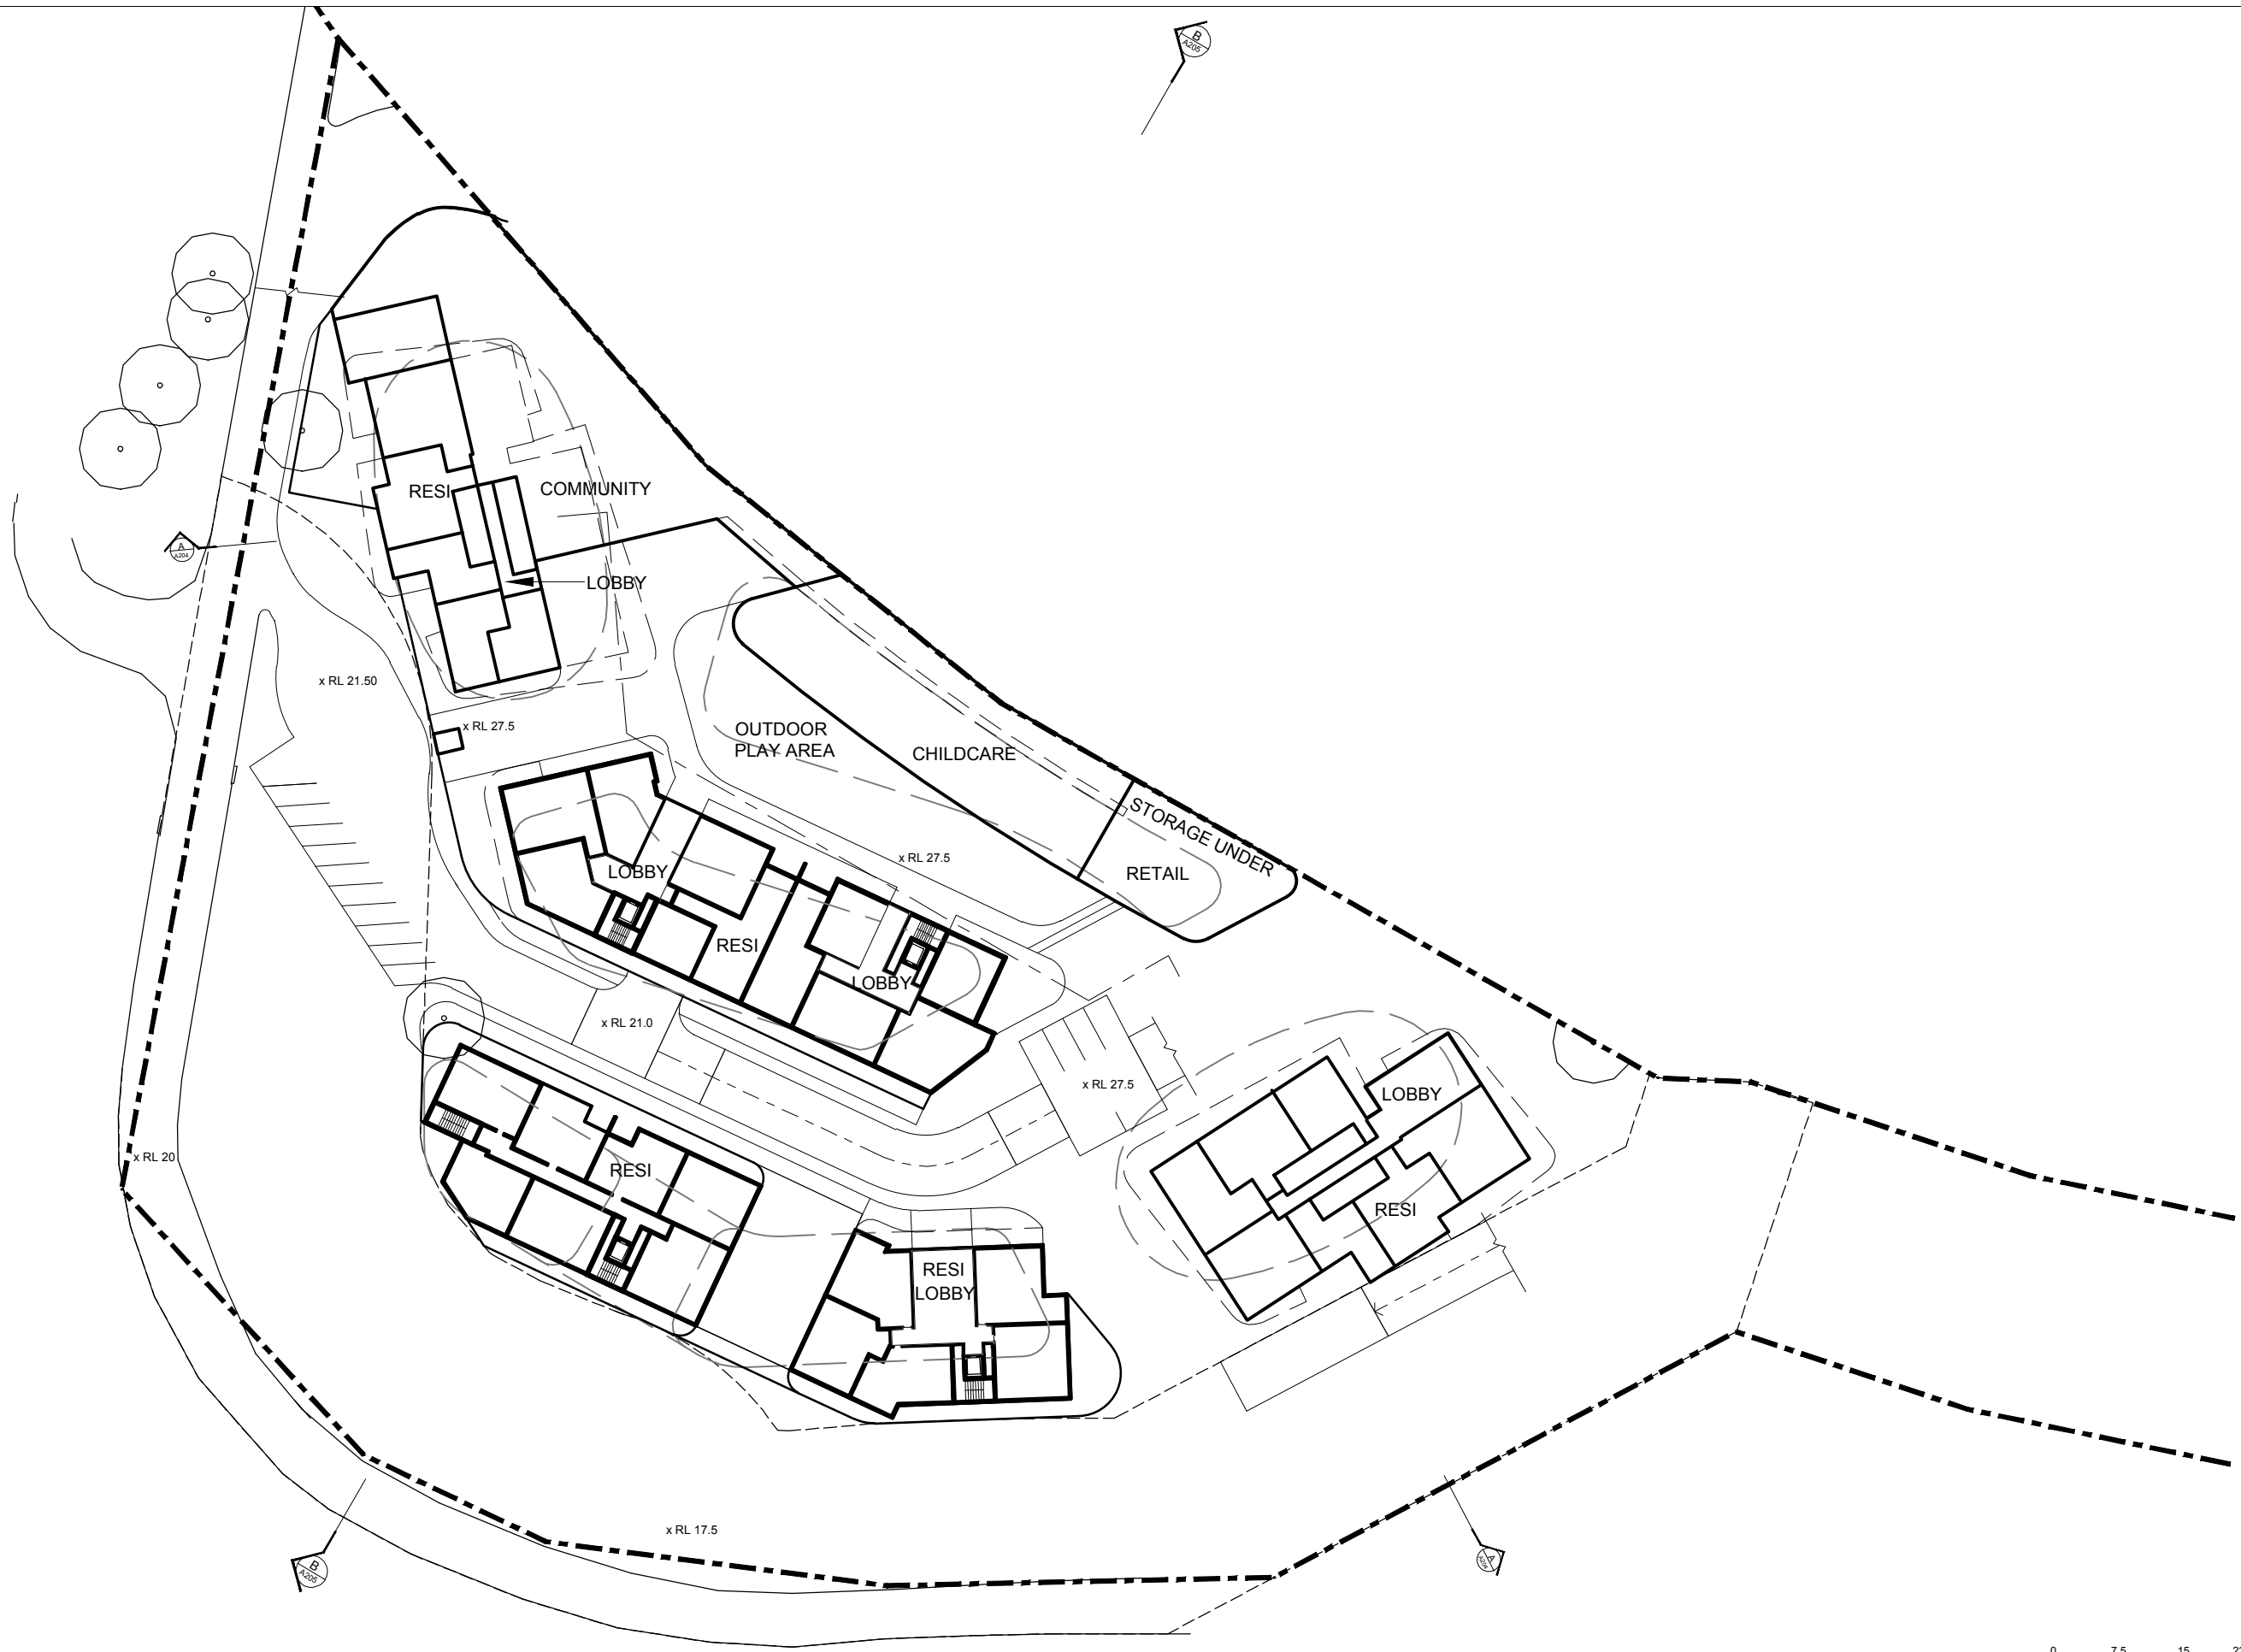 B
A205
RESI
COMMUNITY
A
A204
LOBBY
x RL 21.50
x RL 27.5
OUTDOOR
PLAY AREA
CHILDCARE
STORAGE UNDER
RETAIL
x RL 27.5
LOBBY
RESI
LOBBY
x RL 21.0
x RL 27.5
LOBBY
RESI
x RL 20
RESI
RESI
LOBBY
x RL 17.5
B
A205
A
A204
0 7.5 15